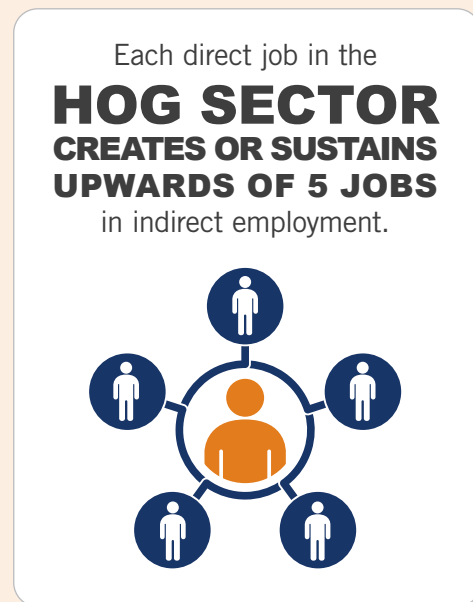 Each direct job in the
HOG SECTOR
CREATES OR SUSTAINS
UPWARDS OF 5 JOBS
in indirect employment.